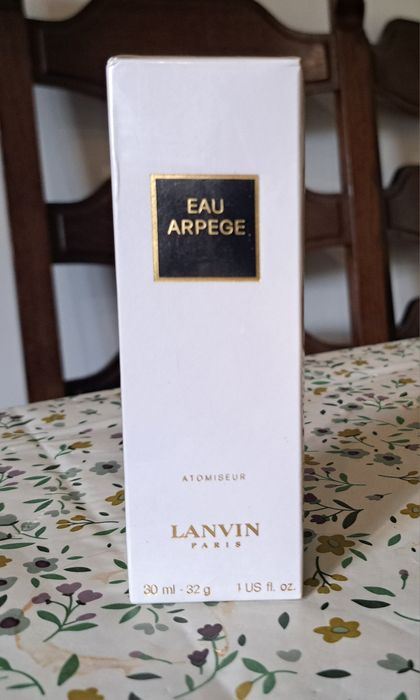 EAU
ARPEGE
ATOMISEUR
LANVIN
PARIS
30 ml - 32 g 1 US fl. oz.